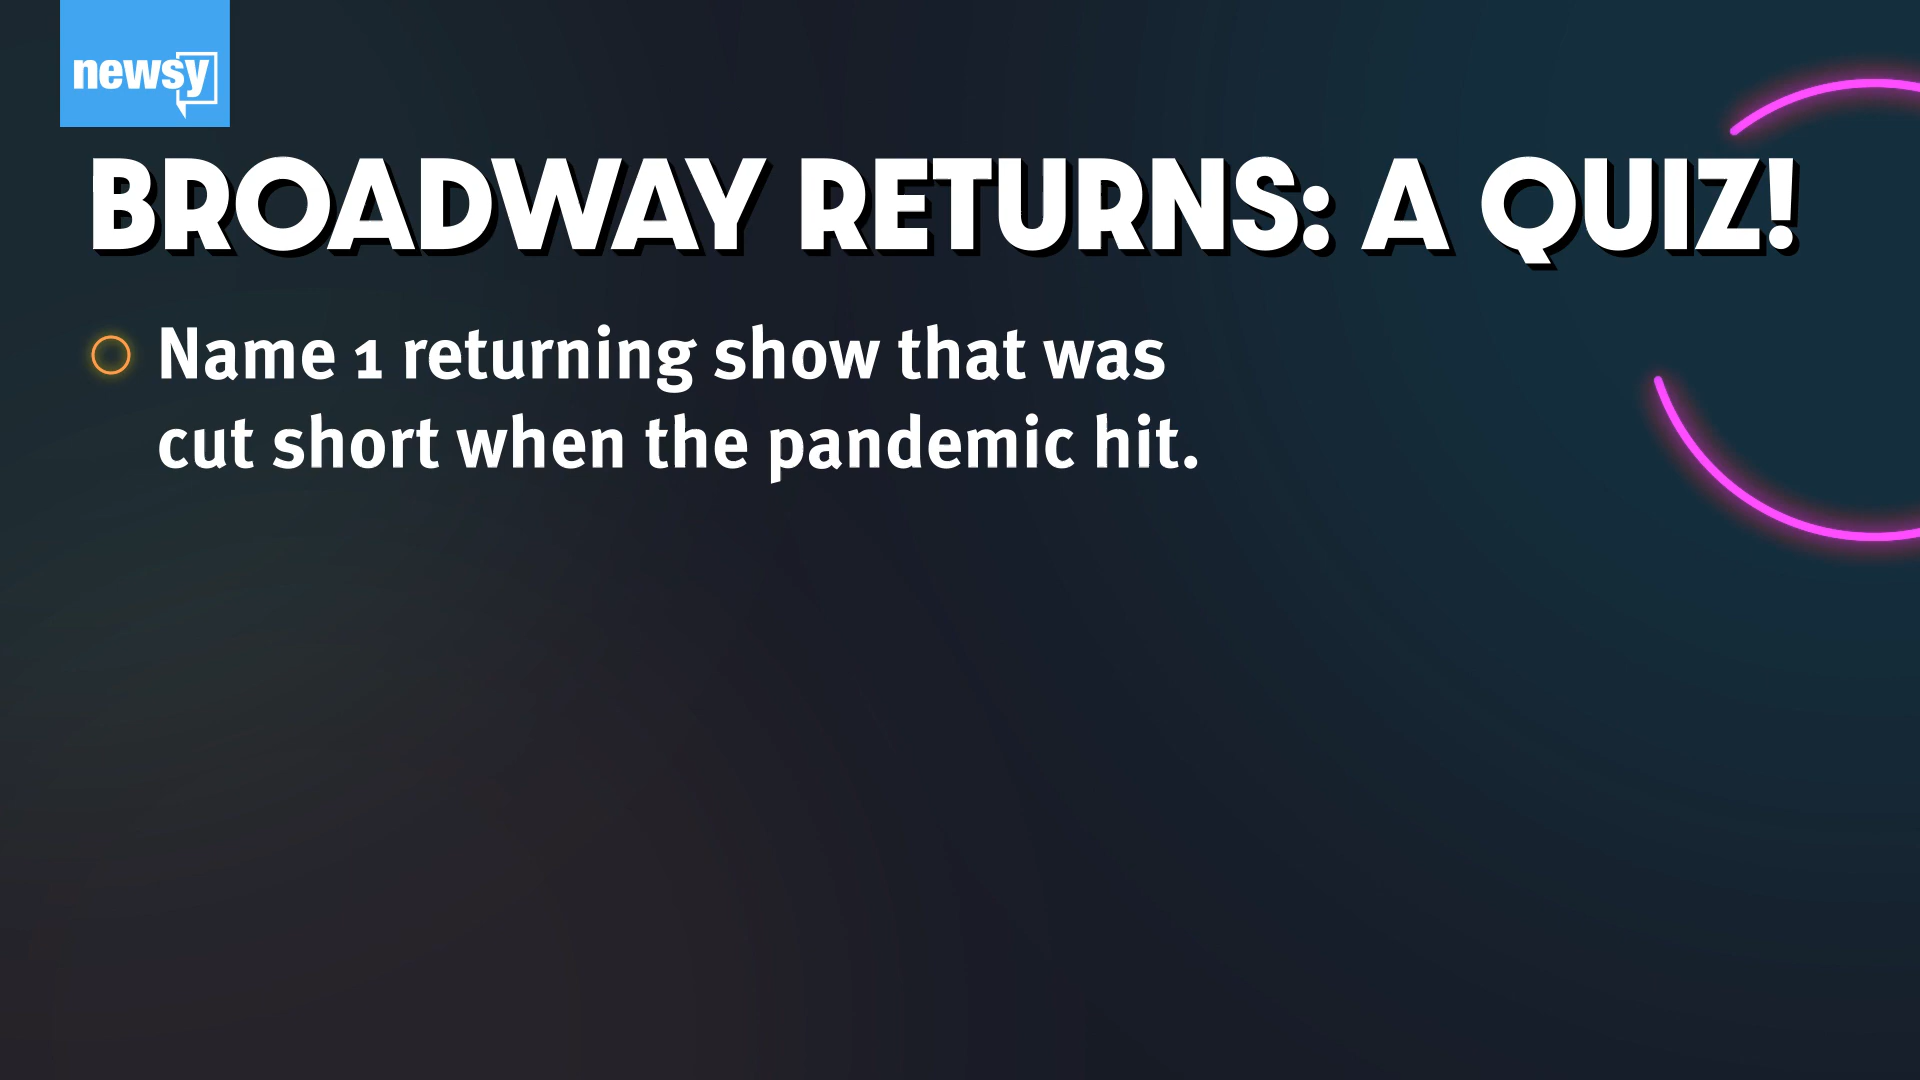 newsy
BROADWAY RETURNS: A QUIZ!
Name 1 returning show that was
cut short when the pandemic hit.